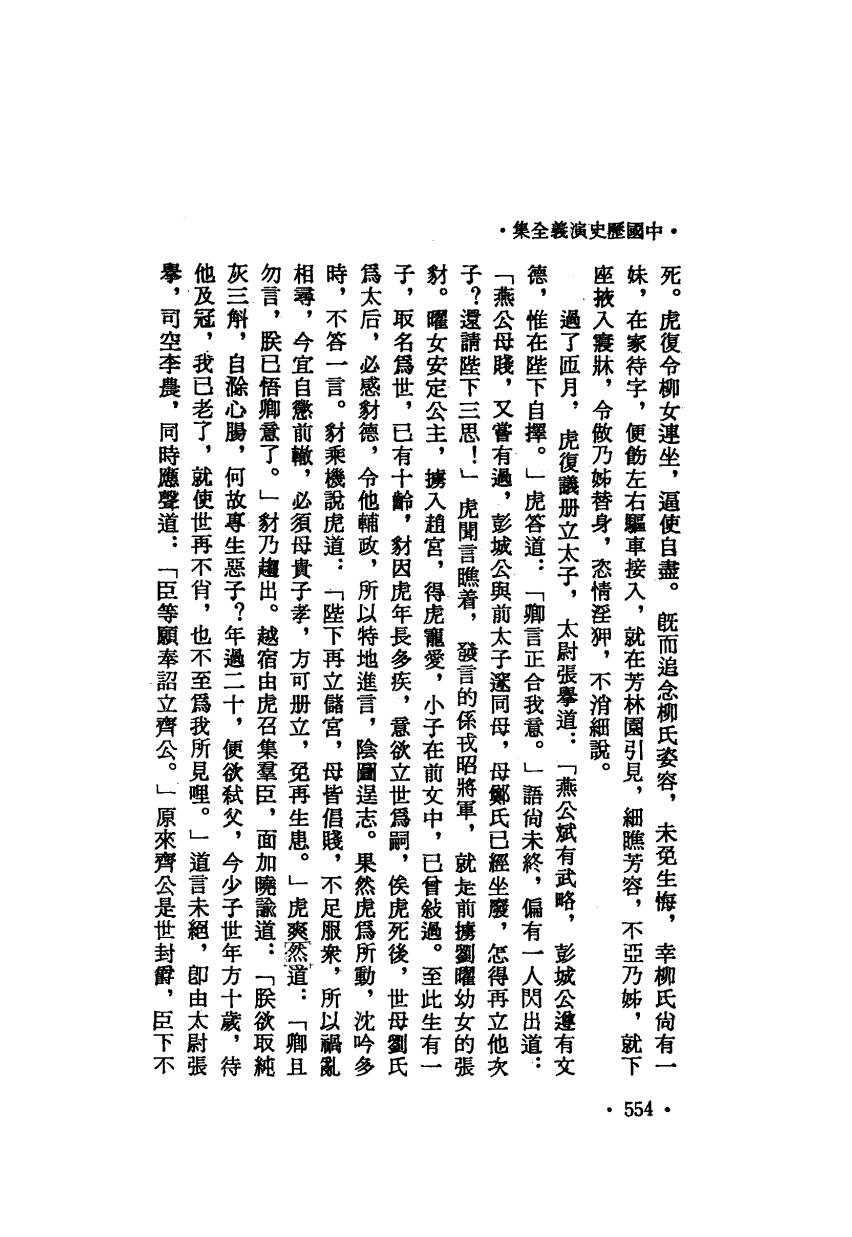 ·中國歷史演義全集·
死。虎復令柳女連坐，逼使自盡。旣而追念柳氏姿容，未免生悔，幸柳氏尙有一
妹，在家待字，便飭左右驅車接入，就在芳林園引見，細瞧芳容，不亞乃姊，就下
座掖入寢牀，令做乃姊替身，恣情淫狎，不消細說。
過了匝月，虎復議册立太子，太尉張擧道：「燕公斌有武略，彭城公遵有文
德，惟在陛下自擇。」虎答道：「卿言正合我意。」語尙未終，偏有一人閃出道：
「燕公母賤，又嘗有過，彭城公與前太子邃同母，母鄭氏已經坐廢，怎得再立他次
子？還請陛下三思！」虎聞言瞧着，發言的係戎昭將軍，就是前擄劉曜幼女的張
豺。曜女安定公主，擄入趙宮，得虎寵愛，小子在前文中，已曾敍過。至此生有一
子，取名爲世，已有十齡，豺因虎年長多疾，意欲立世爲嗣，俟虎死後，世母劉氏
爲太后，必感豺德，令他輔政，所以特地進言，陰圖逞志。果然虎爲所動，沈吟多
時，不答一言。豺乘機說虎道：「陛下再立儲宮，母皆倡賤，不足服衆，所以禍亂
相尋，今宜自懲前轍，必須母貴子孝，方可册立，免再生患。」虎爽然道：「卿且
勿言，朕已悟卿意了。」豺乃趨出。越宿由虎召集羣臣，面加曉諭道：「朕欲取純
灰三斛，自滌心腸，何故專生惡子？年過二十，便欲弒父，今少子世年方十歲，待
他及冠，我已老了，就使世再不肖，也不至爲我所見哩。」道言未絕，卽由太尉張
擧，司空李農，同時應聲道：「臣等願奉詔立齊公。」原來齊公是世封爵，臣下不
·554·